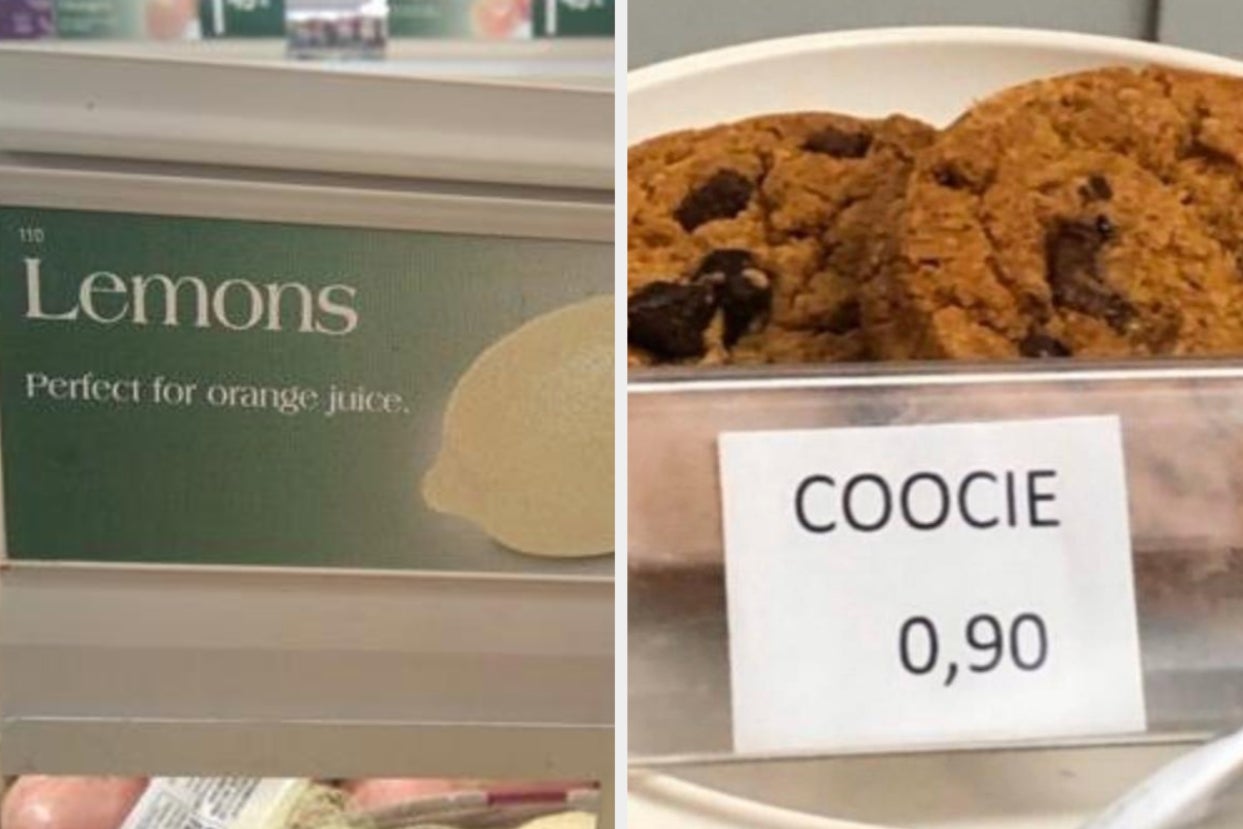 110
Lemons
Perfect for orange juice.
COOCIE
0,90